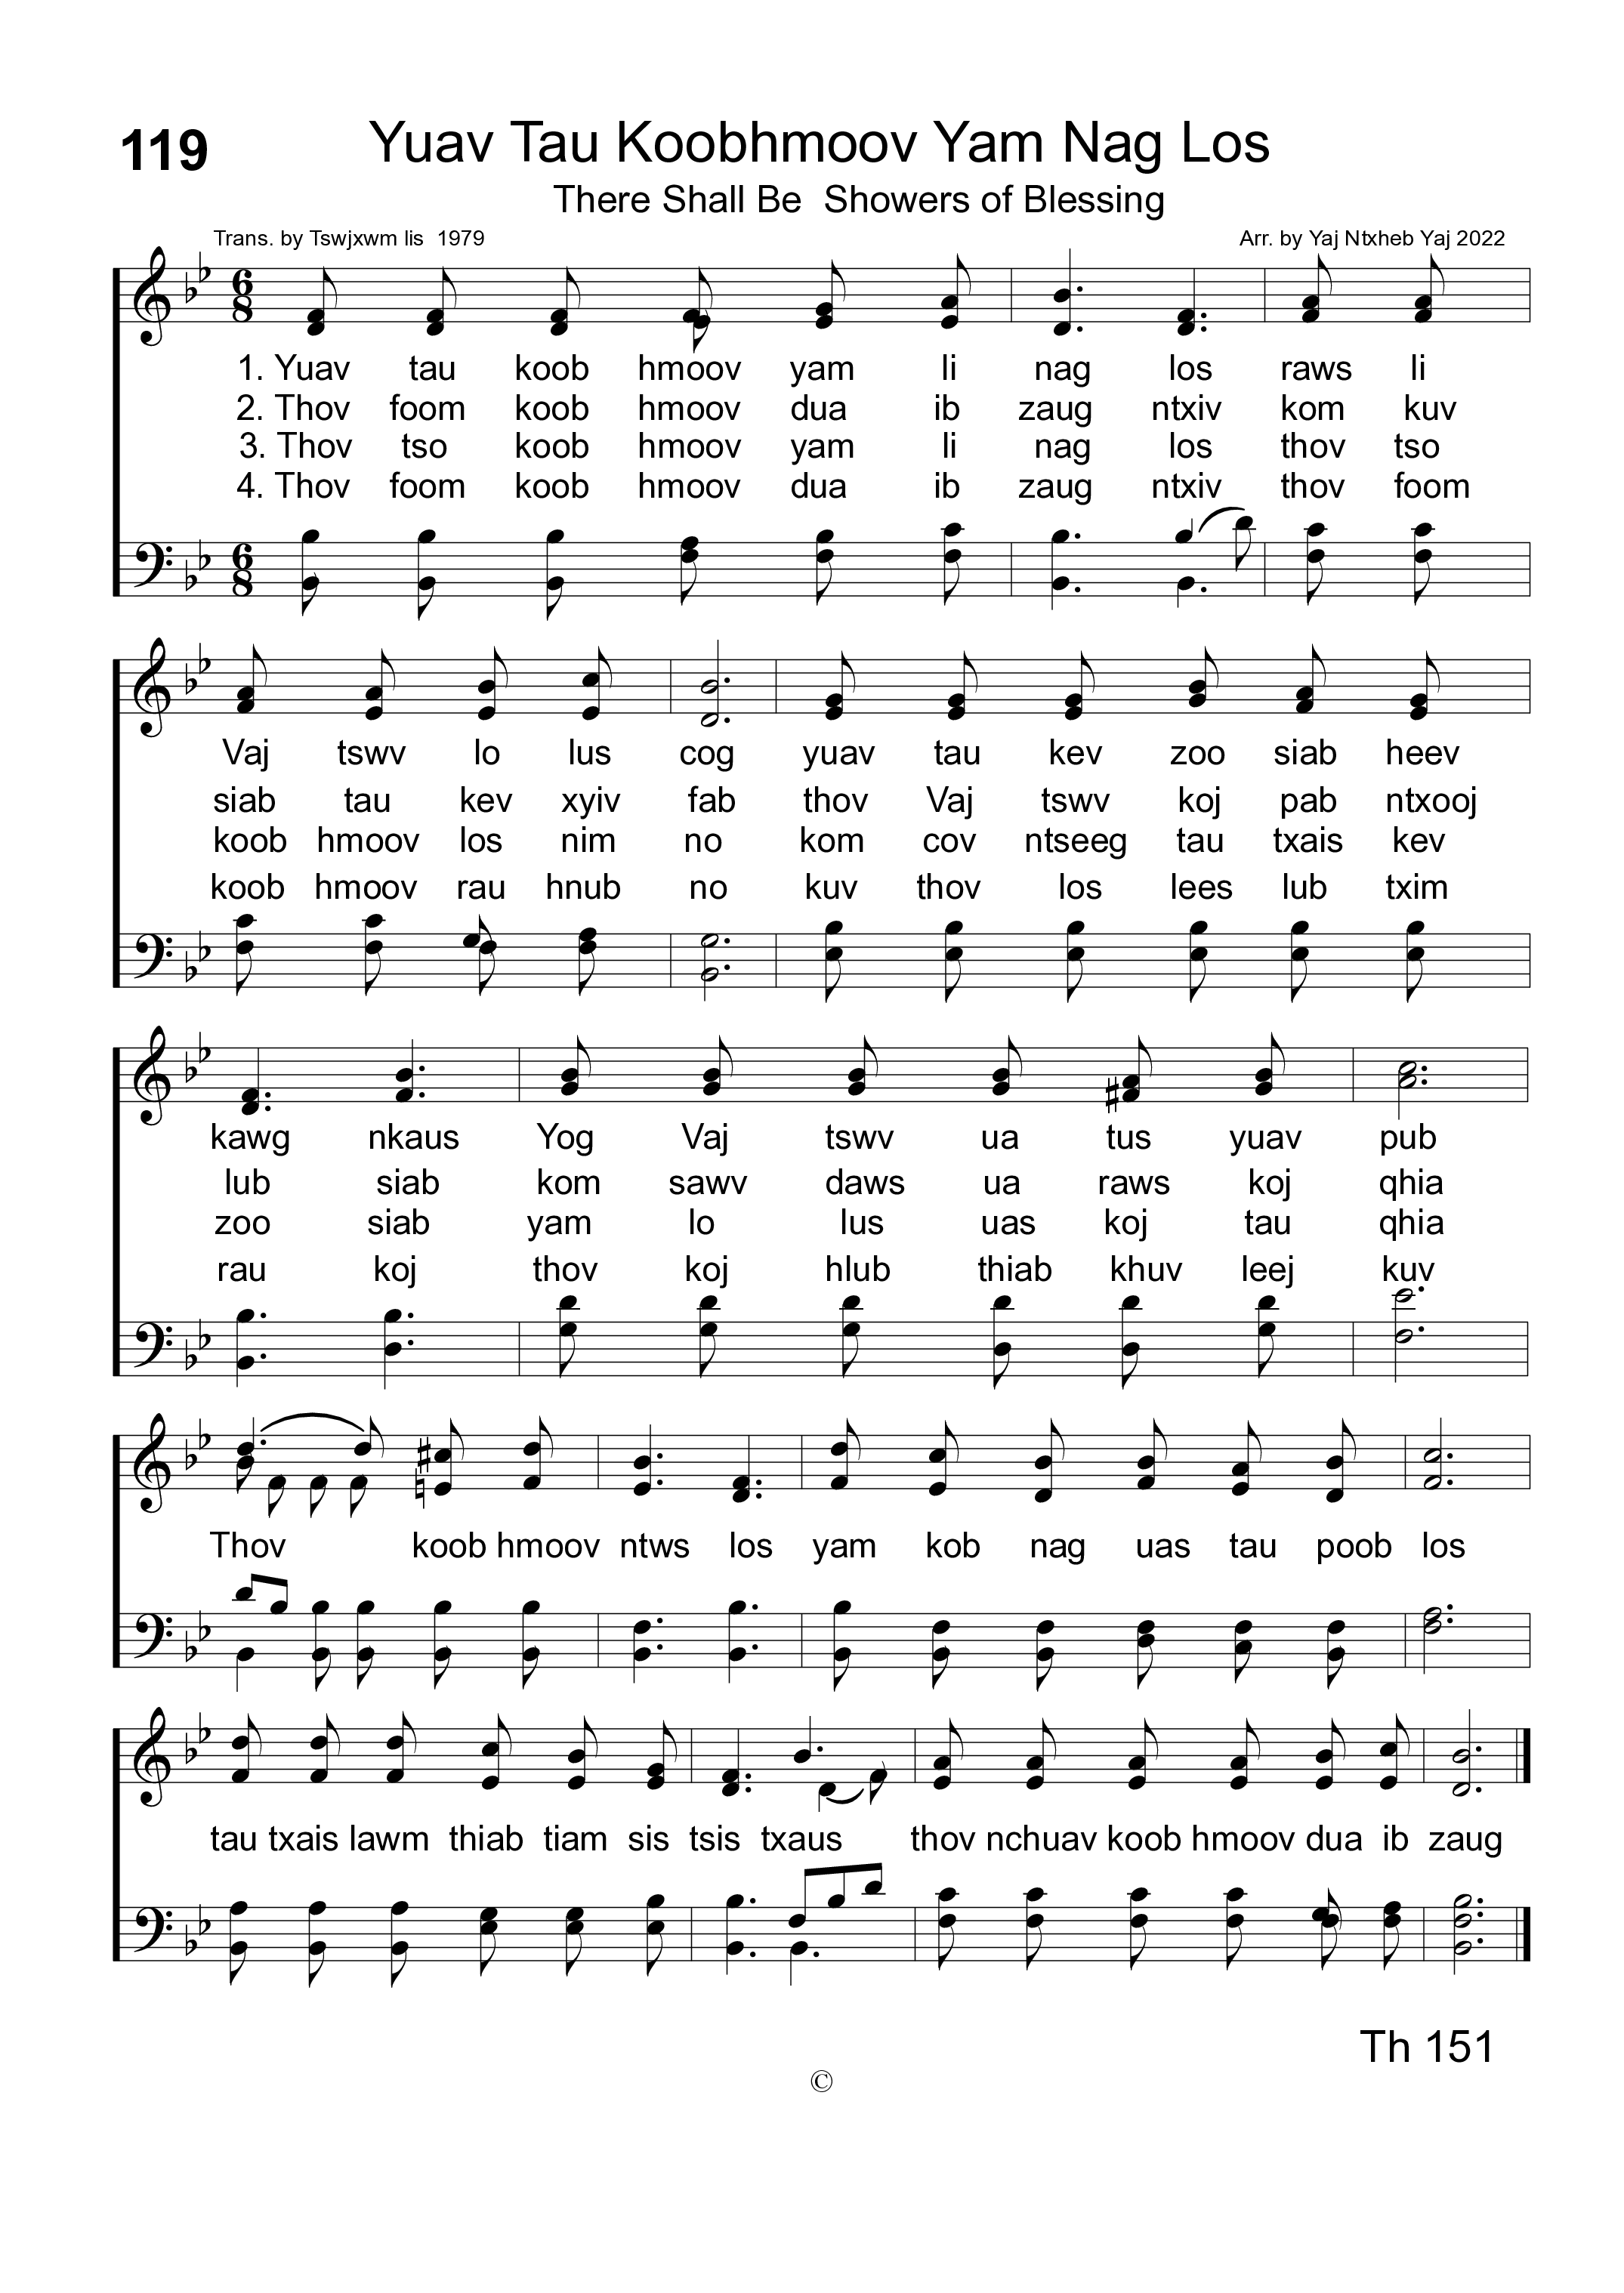 119
Yuav Tau Koobhmoov Yam Nag Los
There Shall Be Showers of Blessing
Trans. by Tswjxwm lis 1979
Arr. by Yaj Ntxheb Yaj 2022
1. Yuav tau koob hmoov yam li nag los raws li
2. Thov foom koob hmoov dua ib zaug ntxiv kom kuv
3. Thov tso koob hmoov yam li nag los thov tso
4. Thov foom koob hmoov dua ib zaug ntxiv thov foom
Vaj tswv lo lus cog yuav tau kev zoo siab heev
siab tau kev xyiv fab thov Vaj tswv koj pab ntxooj
koob hmoov los nim no kom cov ntseeg tau txais kev
koob hmoov rau hnub no kuv thov los lees lub txim
kawg nkaus Yog Vaj tswv ua tus yuav pub
lub siab kom sawv daws ua raws koj qhia
zoo siab yam lo lus uas koj tau qhia
rau koj thov koj hlub thiab khuv leej kuv
Thov koob hmoov ntws los yam kob nag uas tau poob los
tau txais lawm thiab tiam sis tsis txaus thov nchuav koob hmoov dua ib zaug
Th 151
©